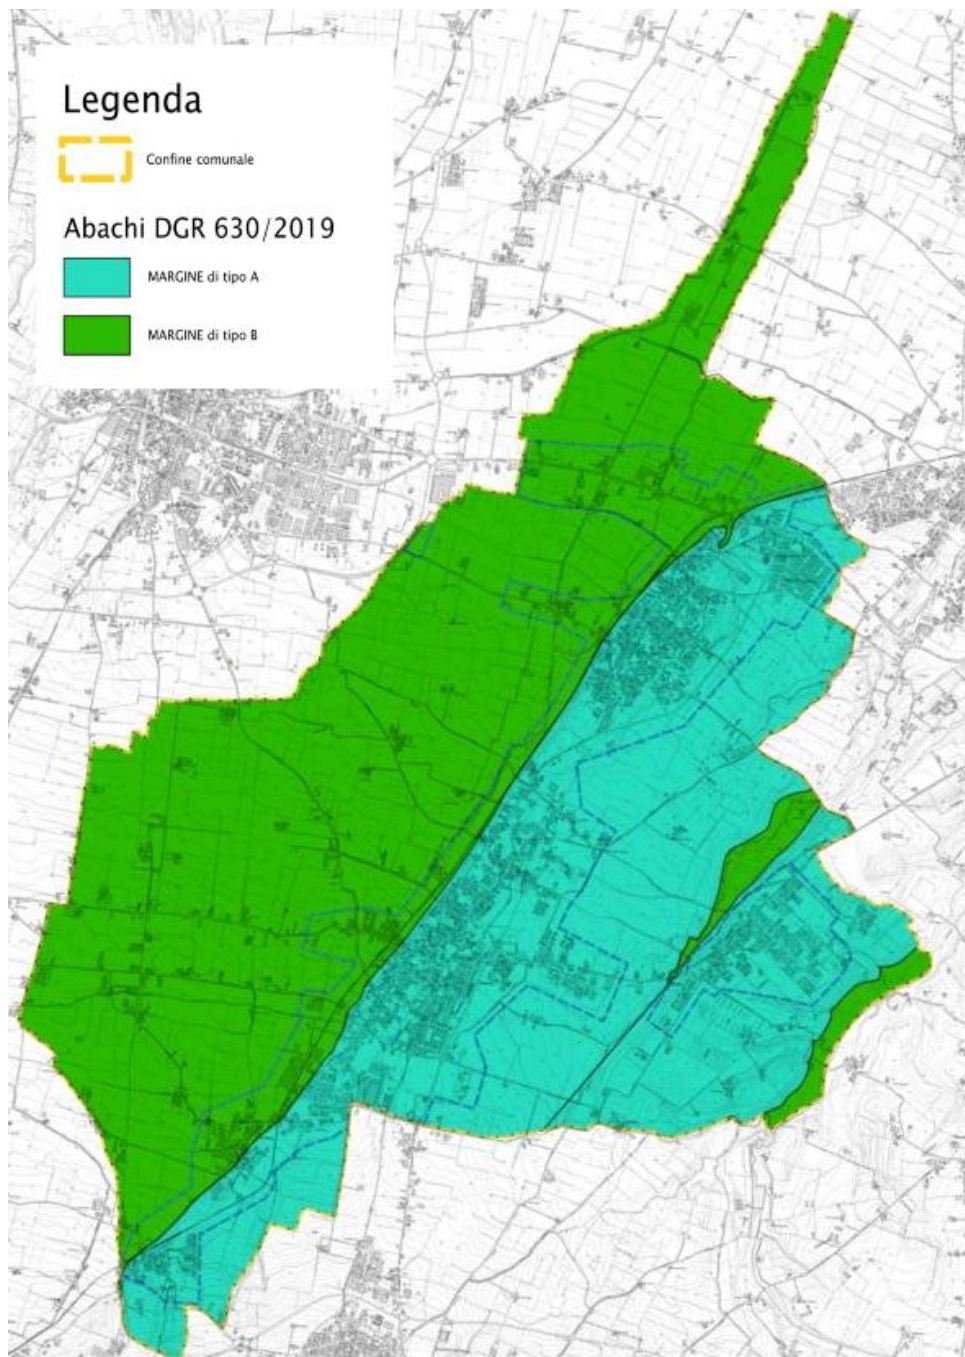 Legenda
Confine comunale
Abachi DGR 630/2019
MARGINE di tipo A
MARGINE di tipo B